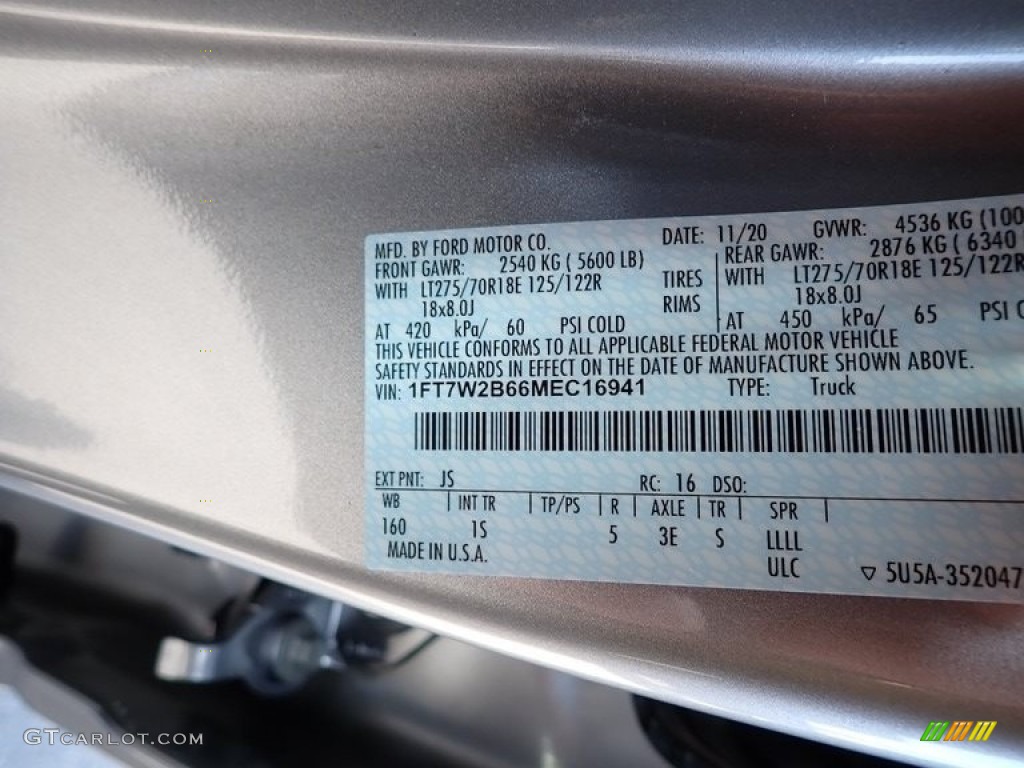 MFD. BY FORD MOTOR CO. DATE: 11/20 GVWR: 4536 KG (100
FRONT GAWR: 2540 KG ( 5600 LB) REAR GAWR: 2876 KG ( 6340
WITH LT275/70R18E 125/122R TIRES WITH LT275/70R18E 125/122R
18x8.0J RIMS 18x8.0J
AT 420 kPa/ 60 PSI COLD AT 450 kPa/ 65 PSI C
THIS VEHICLE CONFORMS TO ALL APPLICABLE FEDERAL MOTOR VEHICLE
SAFETY STANDARDS IN EFFECT ON THE DATE OF MANUFACTURE SHOWN ABOVE.
VIN: 1FT7W2B66MEC16941 TYPE: Truck
EXT PNT: JS RC: 16 DSO:
WB INT TR TP/PS R AXLE TR SPR
160 1S 5 3E S LLLL
MADE IN U.S.A. ULC
▽ 5U5A-352047
GTCARLOT.COM